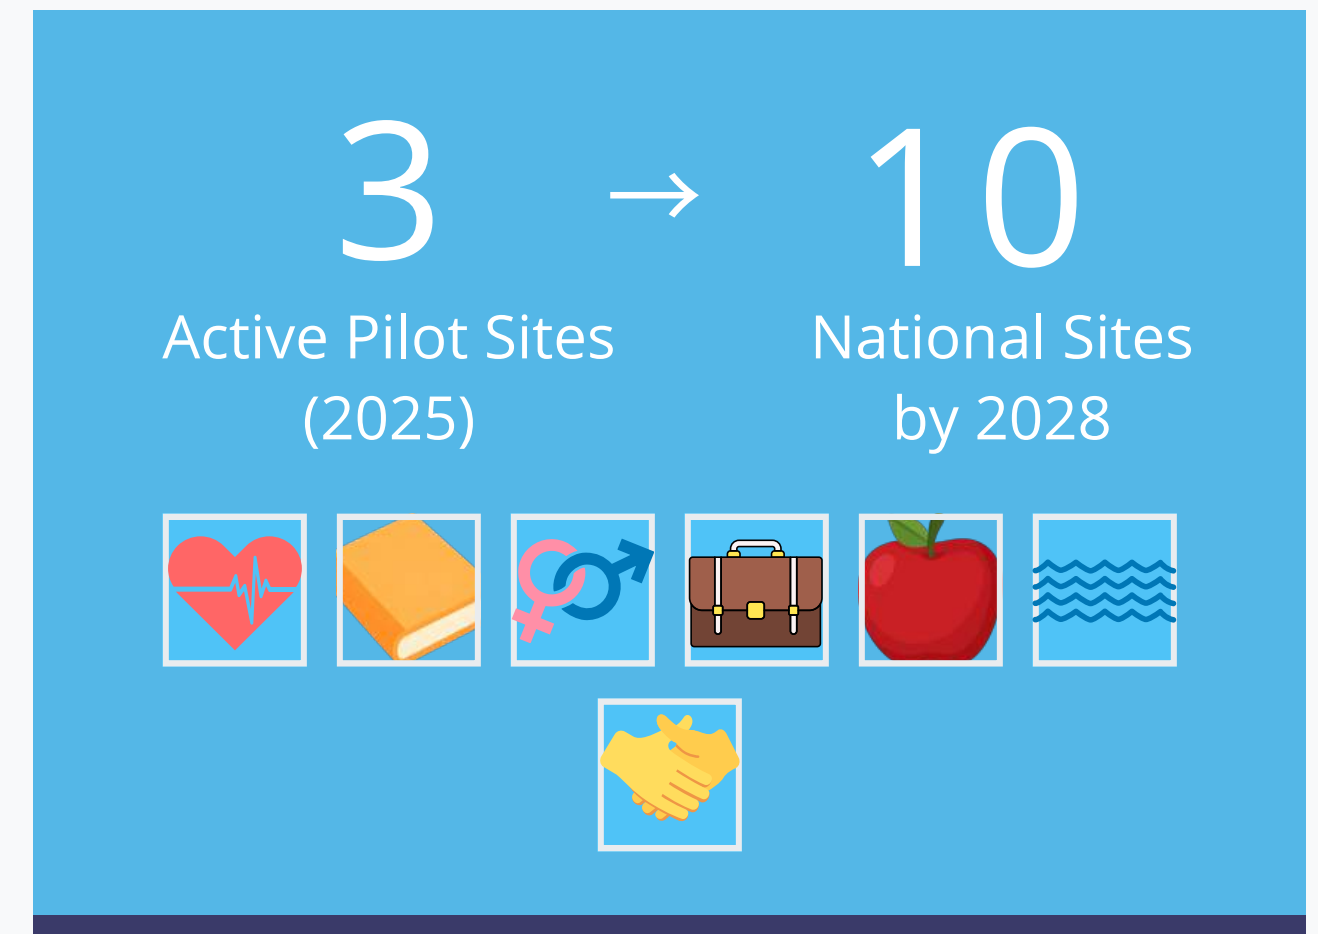 3 → 10
Active Pilot Sites
(2025)
National Sites
by 2028